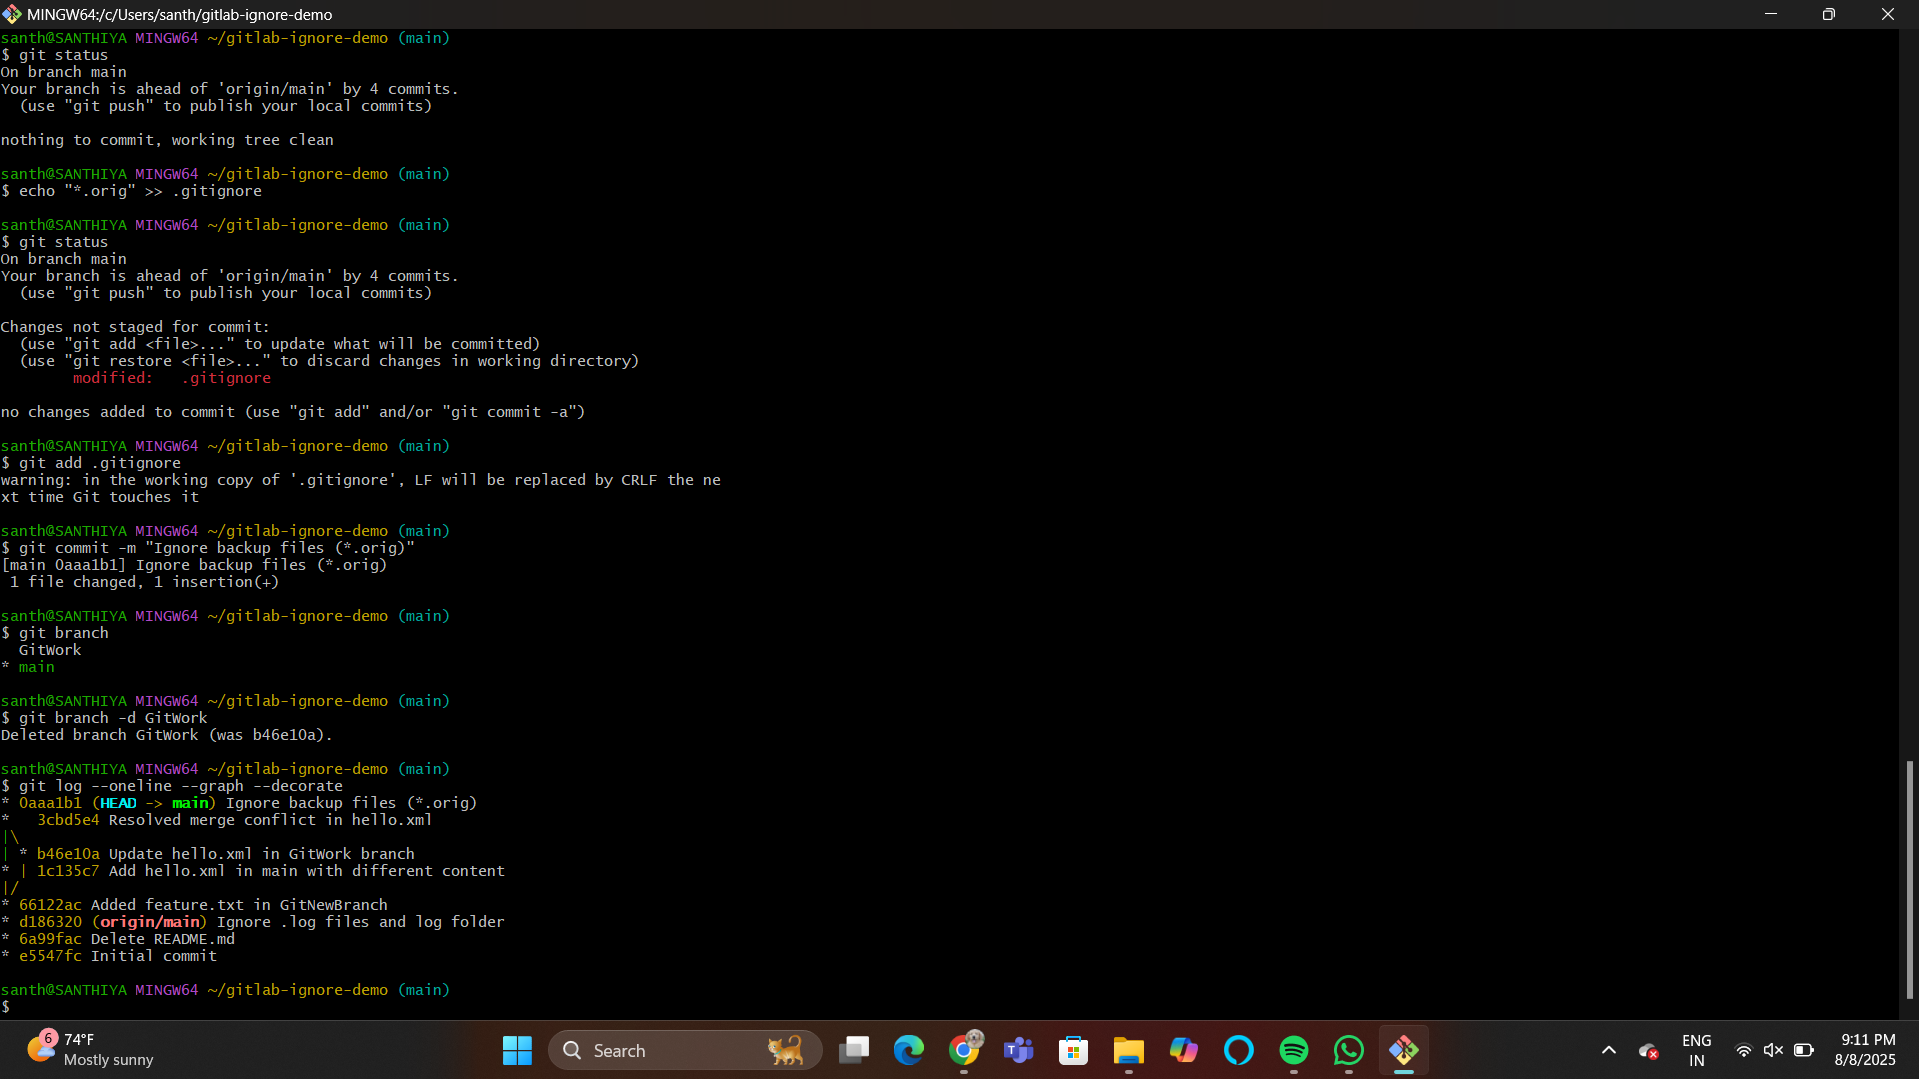 MINGW64:/c/Users/santh/gitlab-ignore-demo
santh@SANTHIYA MINGW64 ~/gitlab-ignore-demo (main)
$ git status
On branch main
Your branch is ahead of 'origin/main' by 4 commits.
  (use "git push" to publish your local commits)
nothing to commit, working tree clean
santh@SANTHIYA MINGW64 ~/gitlab-ignore-demo (main)
$ echo "*.orig" >> .gitignore
santh@SANTHIYA MINGW64 ~/gitlab-ignore-demo (main)
$ git status
On branch main
Your branch is ahead of 'origin/main' by 4 commits.
  (use "git push" to publish your local commits)
Changes not staged for commit:
  (use "git add <file>..." to update what will be committed)
  (use "git restore <file>..." to discard changes in working directory)
        modified:   .gitignore
no changes added to commit (use "git add" and/or "git commit -a")
santh@SANTHIYA MINGW64 ~/gitlab-ignore-demo (main)
$ git add .gitignore
warning: in the working copy of '.gitignore', LF will be replaced by CRLF the ne
xt time Git touches it
santh@SANTHIYA MINGW64 ~/gitlab-ignore-demo (main)
$ git commit -m "Ignore backup files (*.orig)"
[main 0aaa1b1] Ignore backup files (*.orig)
 1 file changed, 1 insertion(+)
santh@SANTHIYA MINGW64 ~/gitlab-ignore-demo (main)
$ git branch
  GitWork
* main
santh@SANTHIYA MINGW64 ~/gitlab-ignore-demo (main)
$ git branch -d GitWork
Deleted branch GitWork (was b46e10a).
santh@SANTHIYA MINGW64 ~/gitlab-ignore-demo (main)
$ git log --oneline --graph --decorate
* 0aaa1b1 (HEAD -> main) Ignore backup files (*.orig)
*   3cbd5e4 Resolved merge conflict in hello.xml
|\
| * b46e10a Update hello.xml in GitWork branch
* | 1c135c7 Add hello.xml in main with different content
|/
* 66122ac Added feature.txt in GitNewBranch
* d186320 (origin/main) Ignore .log files and log folder
* 6a99fac Delete README.md
* e5547fc Initial commit
santh@SANTHIYA MINGW64 ~/gitlab-ignore-demo (main)
$
6
74°F
Mostly sunny
Search
ENG
IN
9:11 PM
8/8/2025